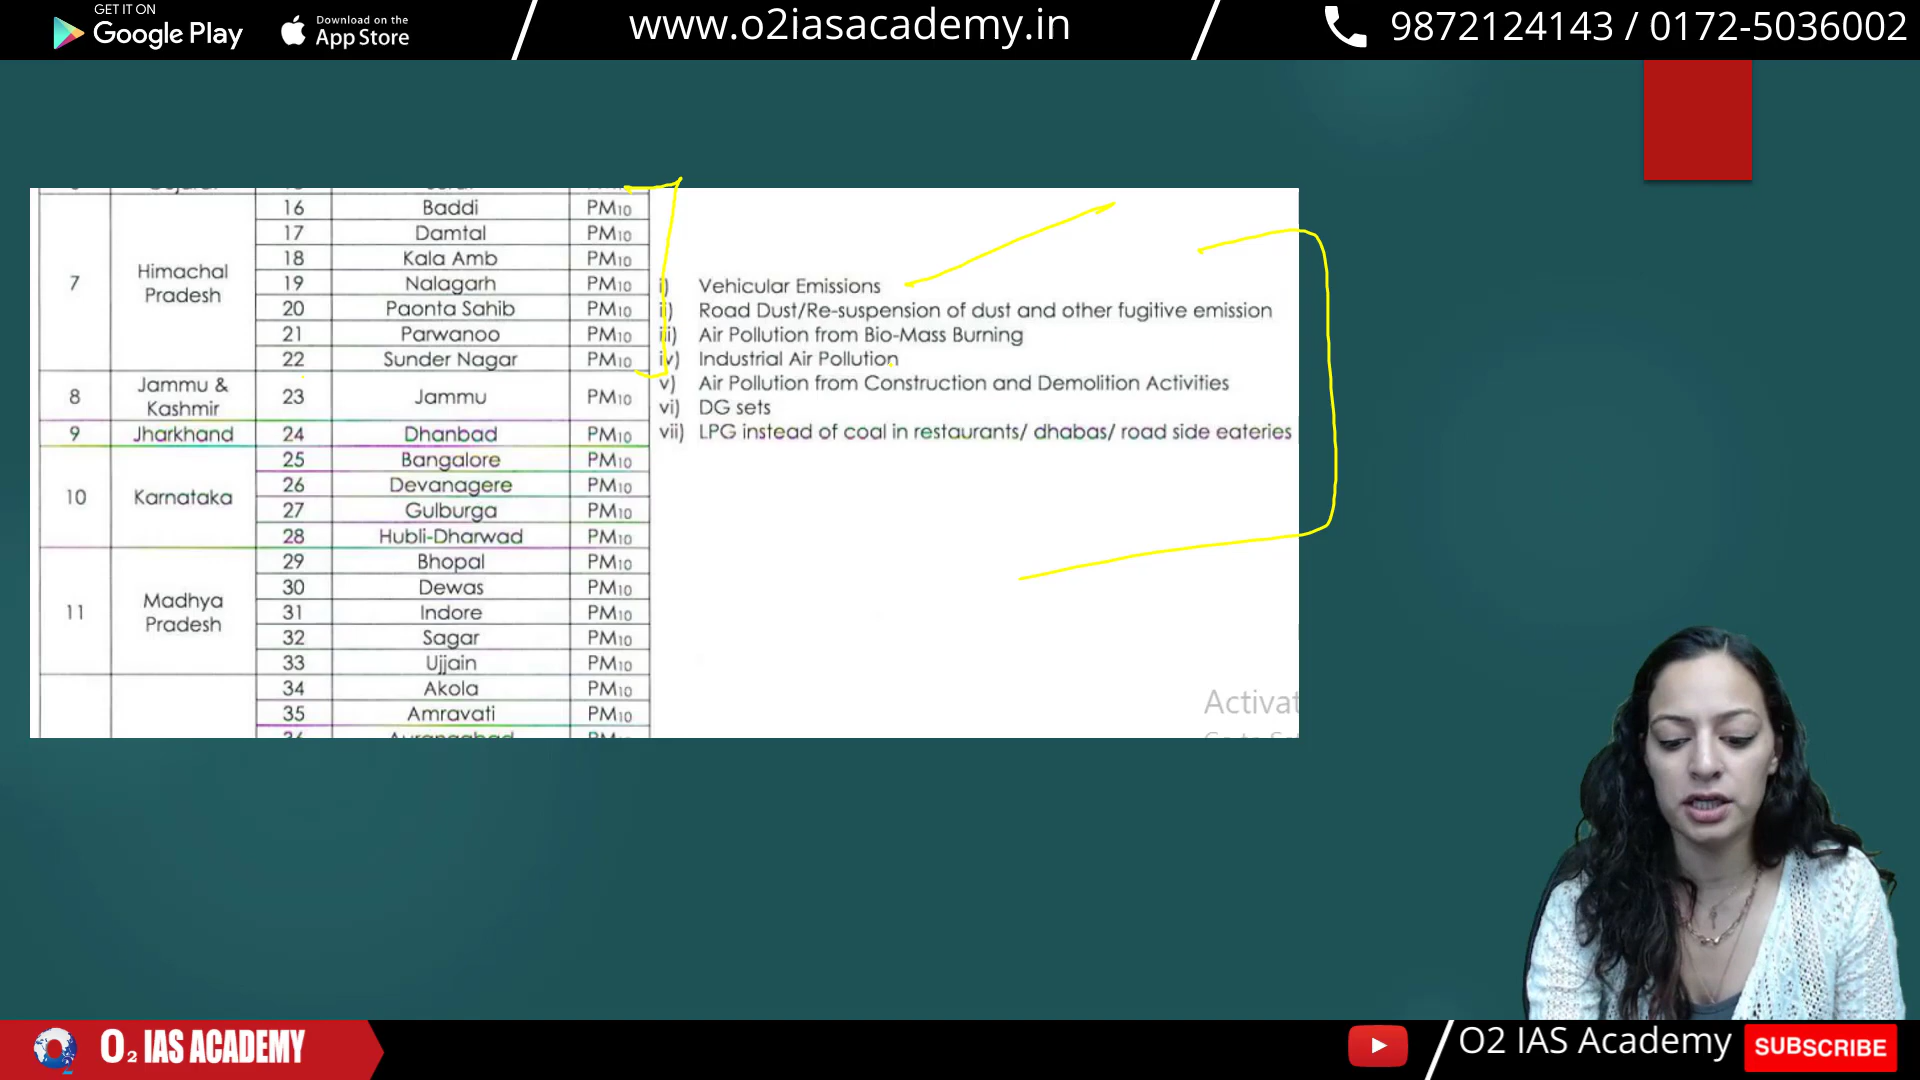 GET IT ON
Google Play
Download on the
App Store
www.o2iasacademy.in
9872124143 / 0172-5036002
7 Himachal Pradesh
16 Baddi PM10
17 Damtal PM10
18 Kala Amb PM10
19 Nalagarh PM10
20 Paonta Sahib PM10
21 Parwanoo PM10
22 Sunder Nagar PM10
8 Jammu & Kashmir 23 Jammu PM10
9 Jharkhand 24 Dhanbad PM10
10 Karnataka
25 Bangalore PM10
26 Devanagere PM10
27 Gulburga PM10
28 Hubli-Dharwad PM10
11 Madhya Pradesh
29 Bhopal PM10
30 Dewas PM10
31 Indore PM10
32 Sagar PM10
33 Ujjain PM10
34 Akola PM10
35 Amravati PM10
i) Vehicular Emissions
ii) Road Dust/Re-suspension of dust and other fugitive emission
iii) Air Pollution from Bio-Mass Burning
iv) Industrial Air Pollution
v) Air Pollution from Construction and Demolition Activities
vi) DG sets
vii) LPG instead of coal in restaurants/ dhabas/ road side eateries
Activat
O2 IAS ACADEMY
O2 IAS Academy
SUBSCRIBE